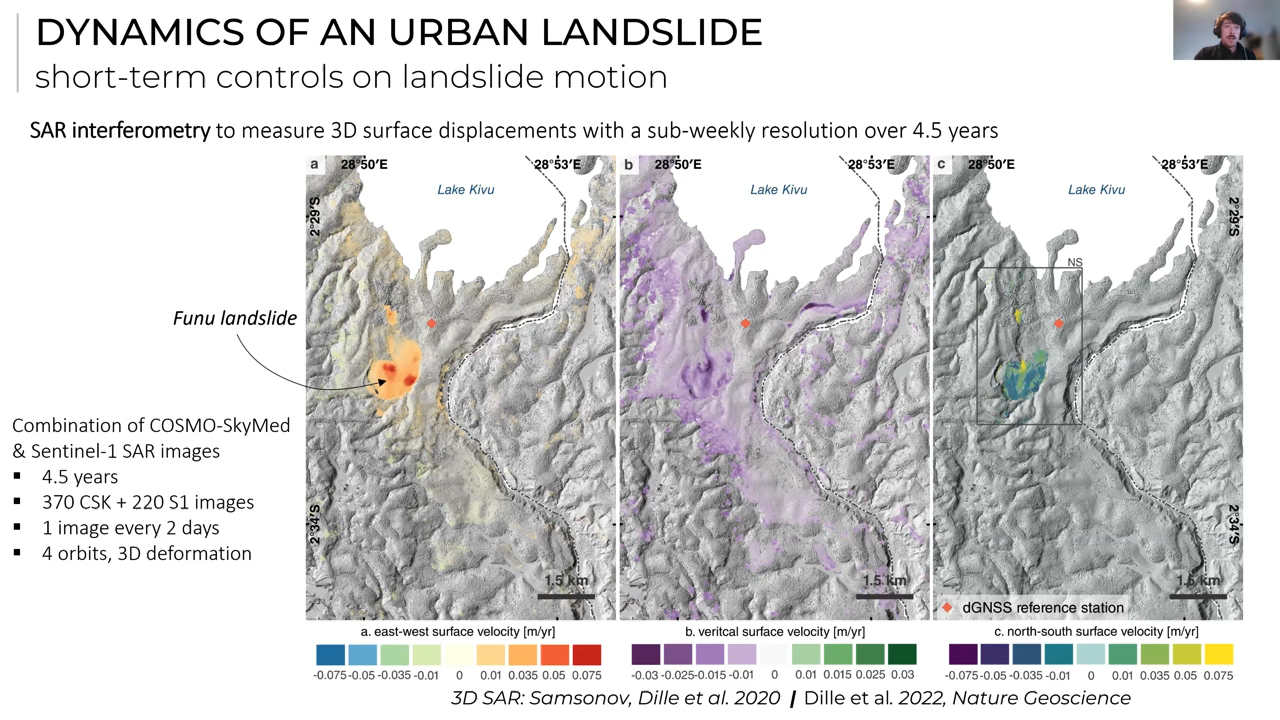 DYNAMICS OF AN URBAN LANDSLIDE
short-term controls on landslide motion
SAR interferometry to measure 3D surface displacements with a sub-weekly resolution over 4.5 years
a 28°50'E 28°53'E
b 28°50'E 28°53'E
c 28°50'E 28°53'E
Lake Kivu
Lake Kivu
Lake Kivu
2°29'S
2°29'S
NS
Funu landslide
Combination of COSMO-SkyMed
& Sentinel-1 SAR images
▪ 4.5 years
▪ 370 CSK + 220 S1 images
▪ 1 image every 2 days
▪ 4 orbits, 3D deformation
2°34'S
2°34'S
1.5 km
1.5 km
1.5 km
dGNSS reference station
a. east-west surface velocity [m/yr]
-0.075 -0.05 -0.035 -0.01 0 0.01 0.035 0.05 0.075
b. veritcal surface velocity [m/yr]
-0.03 -0.025 -0.015 -0.01 0 0.01 0.015 0.025 0.03
c. north-south surface velocity [m/yr]
-0.075 -0.05 -0.035 -0.01 0 0.01 0.035 0.05 0.075
3D SAR: Samsonov, Dille et al. 2020 / Dille et al. 2022, Nature Geoscience